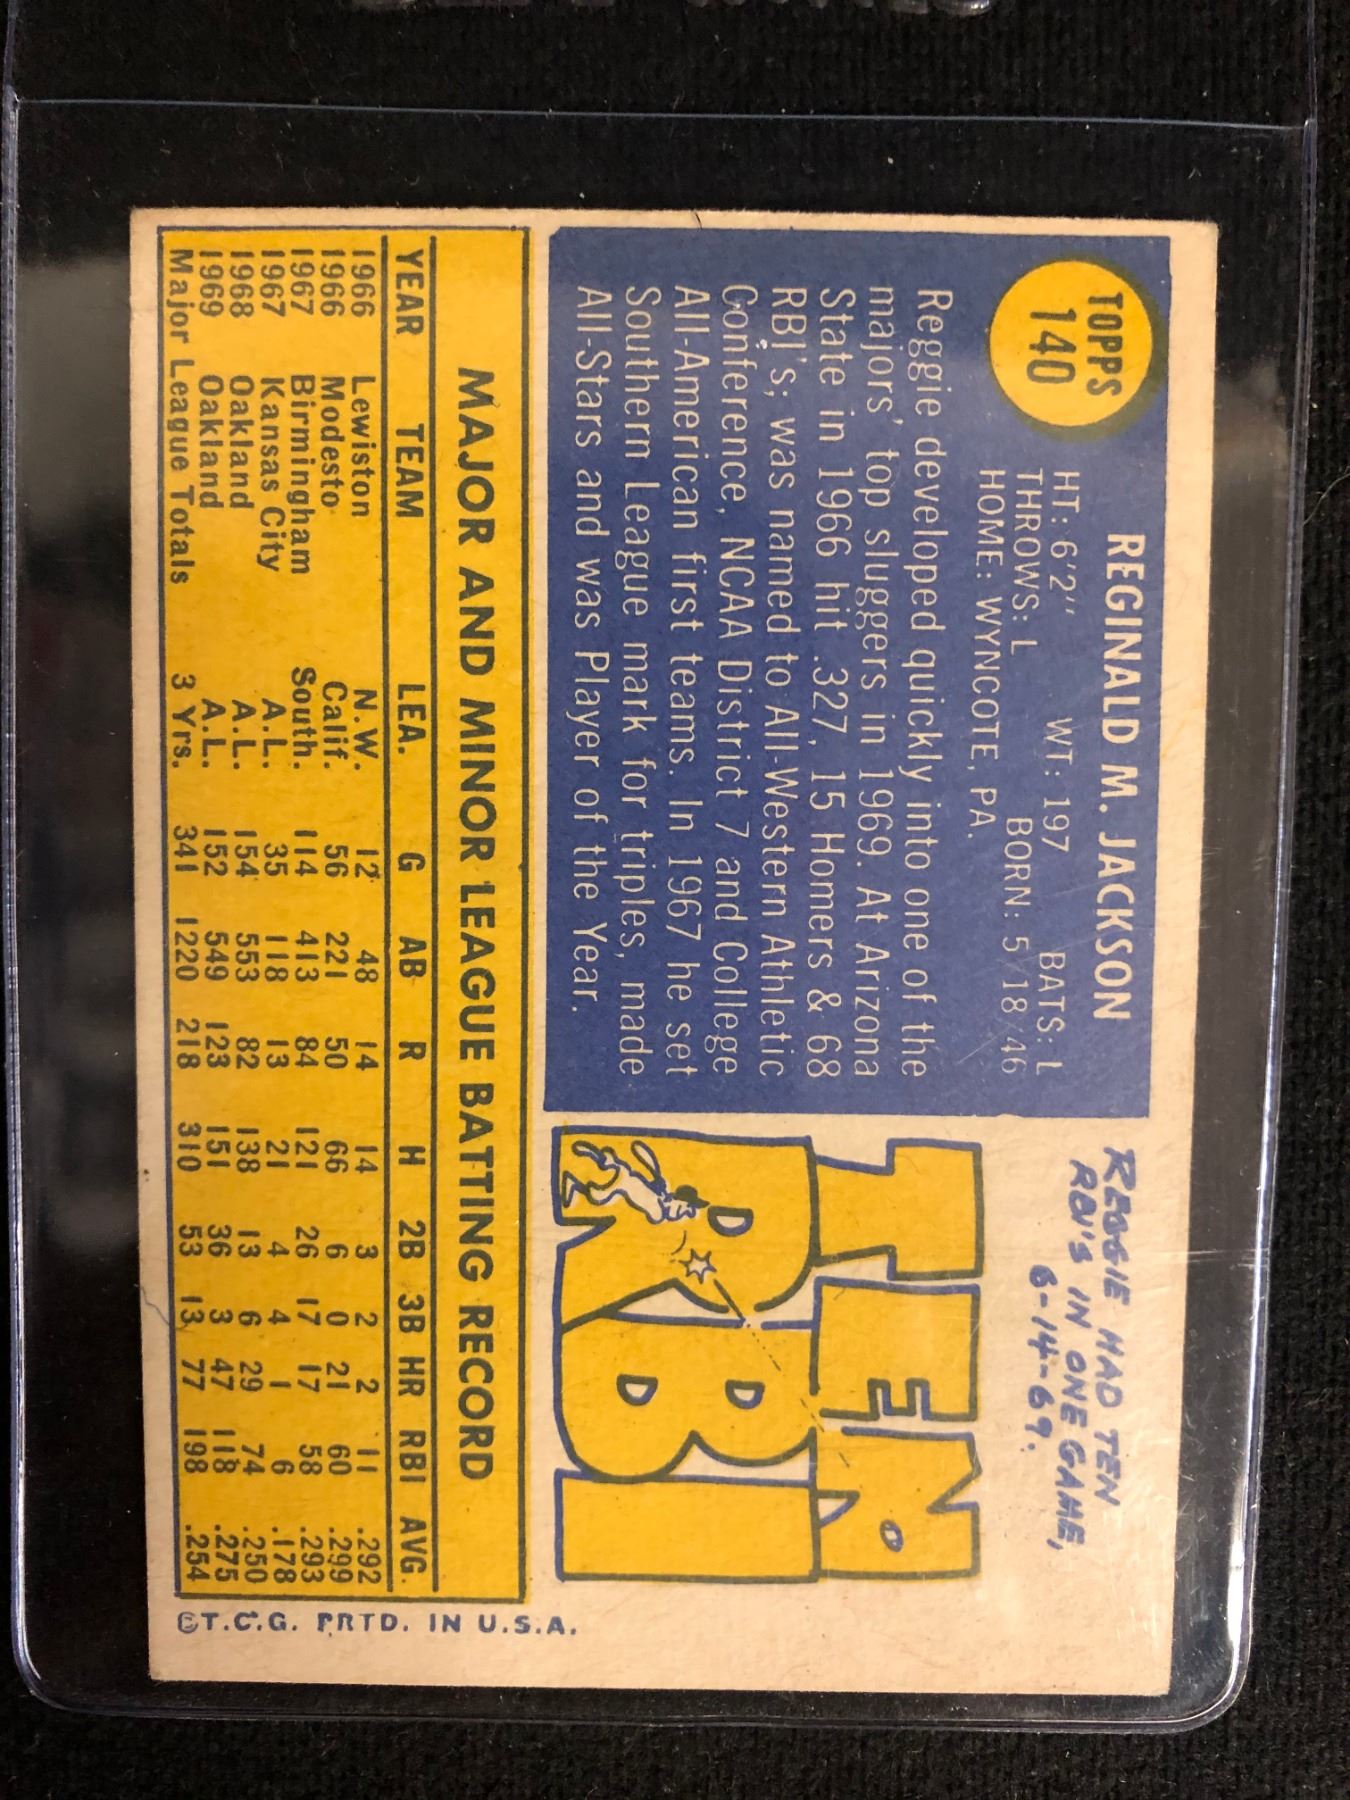 TOPPS
140
REGINALD M. JACKSON
HT: 6'2" WT: 197 BATS: L
THROWS: L BORN: 5/18/46
HOME: WYNCOTE, PA.
Reggie developed quickly into one of the
majors' top sluggers in 1969. At Arizona
State in 1966 hit .327, 15 Homers & 68
RBI's; was named to All-Western Athletic
Conference, NCAA District 7 and College
All-American first teams. In 1967 he set
Southern League mark for triples, made
All-Stars and was Player of the Year.
REGGIE HAD TEN
RBI'S IN ONE GAME,
6-14-69.
TEN
RBI
MAJOR AND MINOR LEAGUE BATTING RECORD
YEAR TEAM LEA. G AB R H 2B 3B HR RBI AVG.
1966 Lewiston N.W. 12 48 14 14 3 2 2 11 .292
1966 Modesto Calif. 56 221 50 66 6 0 21 60 .299
1967 Birmingham South. 114 413 84 121 26 17 17 58 .293
1967 Kansas City A.L. 35 118 13 21 4 4 1 6 .178
1968 Oakland A.L. 154 553 82 138 13 6 29 74 .250
1969 Oakland A.L. 152 549 123 151 36 3 47 118 .275
Major League Totals 3 Yrs. 341 1220 218 310 53 13 77 198 .254
©T.C.G. PRTD. IN U.S.A.